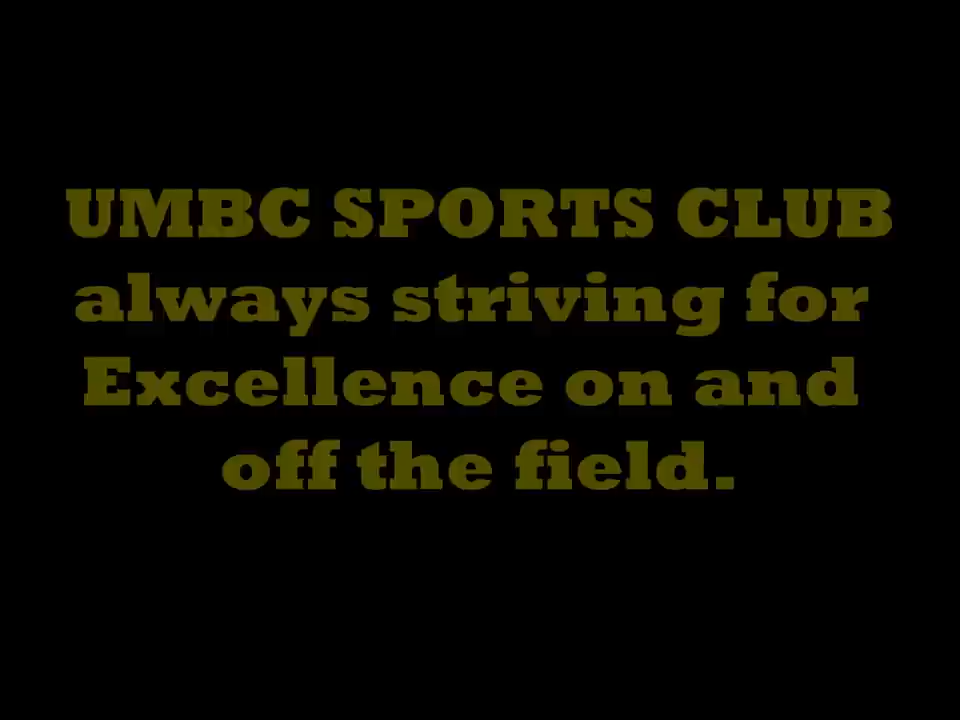 UMBC SPORTS CLUB
always striving for
Excellence on and
off the field.